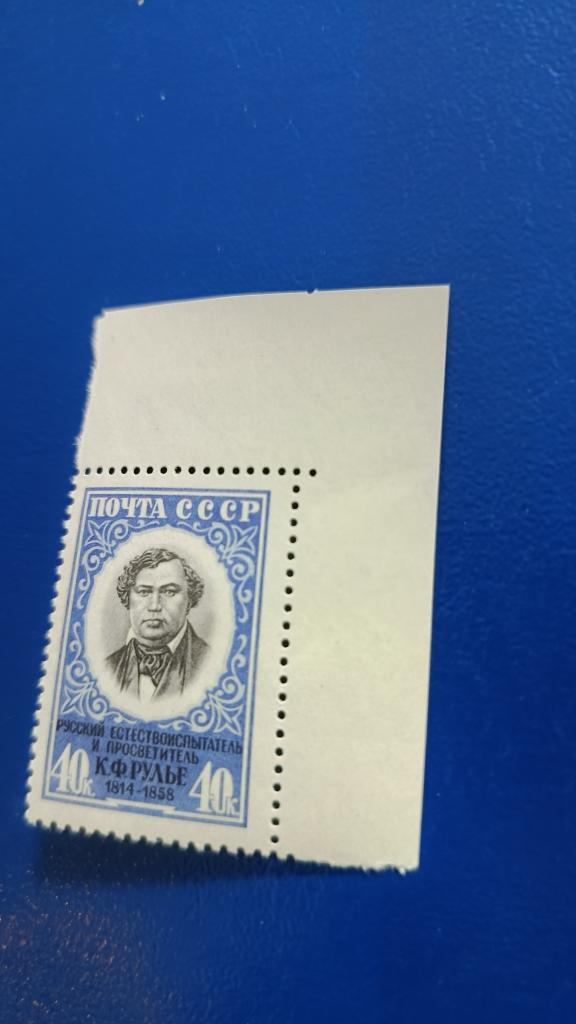 ПОЧТА СССР
РУССКИЙ ЕСТЕСТВОИСПЫТАТЕЛЬ
И ПРОСВЕТИТЕЛЬ
К.Ф РУЛЬЕ
1814-1858
40к. 40к